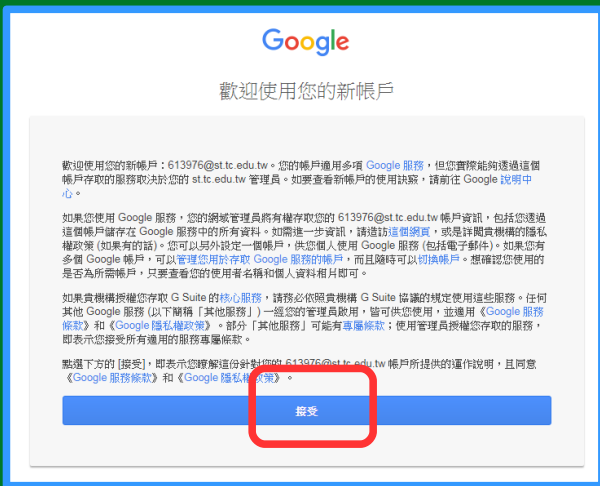 Google
歡迎使用您的新帳戶
歡迎使用您的新帳戶：613976@st.tc.edu.tw。您的帳戶適用多項 Google 服務，但您實際能夠透過這個
帳戶存取的服務取決於您的 st.tc.edu.tw 管理員。如要查看新帳戶的使用訣竅，請前往 Google 說明中
心。
如果您使用 Google 服務，您的網域管理員將有權存取您的 613976@st.tc.edu.tw 帳戶資訊，包括您透過
這個帳戶儲存在 Google 服務中的所有資料。如需進一步資訊，請造訪這個網頁，或是詳閱貴機構的隱私
權政策 (如果有的話)。您可以另外設定一個帳戶，供您個人使用 Google 服務 (包括電子郵件)。如果您有
多個 Google 帳戶，可以管理您用於存取 Google 服務的帳戶，而且隨時可以切換帳戶。想確認您使用的
是否為所需帳戶，只要查看您的使用者名稱和個人資料相片即可。
如果貴機構授權您存取 G Suite 的核心服務，請務必依照貴機構 G Suite 協議的規定使用這些服務。任何
其他 Google 服務 (以下簡稱「其他服務」) 一經您的管理員啟用，皆可供您使用，並適用《Google 服務
條款》和《Google 隱私權政策》。部分「其他服務」可能有專屬條款；使用管理員授權您存取的服務，
即表示您接受所有適用的服務專屬條款。
點選下方的 [接受]，即表示您瞭解這份針對您的 613976@st.tc.edu.tw 帳戶所提供的運作說明，且同意
《Google 服務條款》和《Google 隱私權政策》。
接受